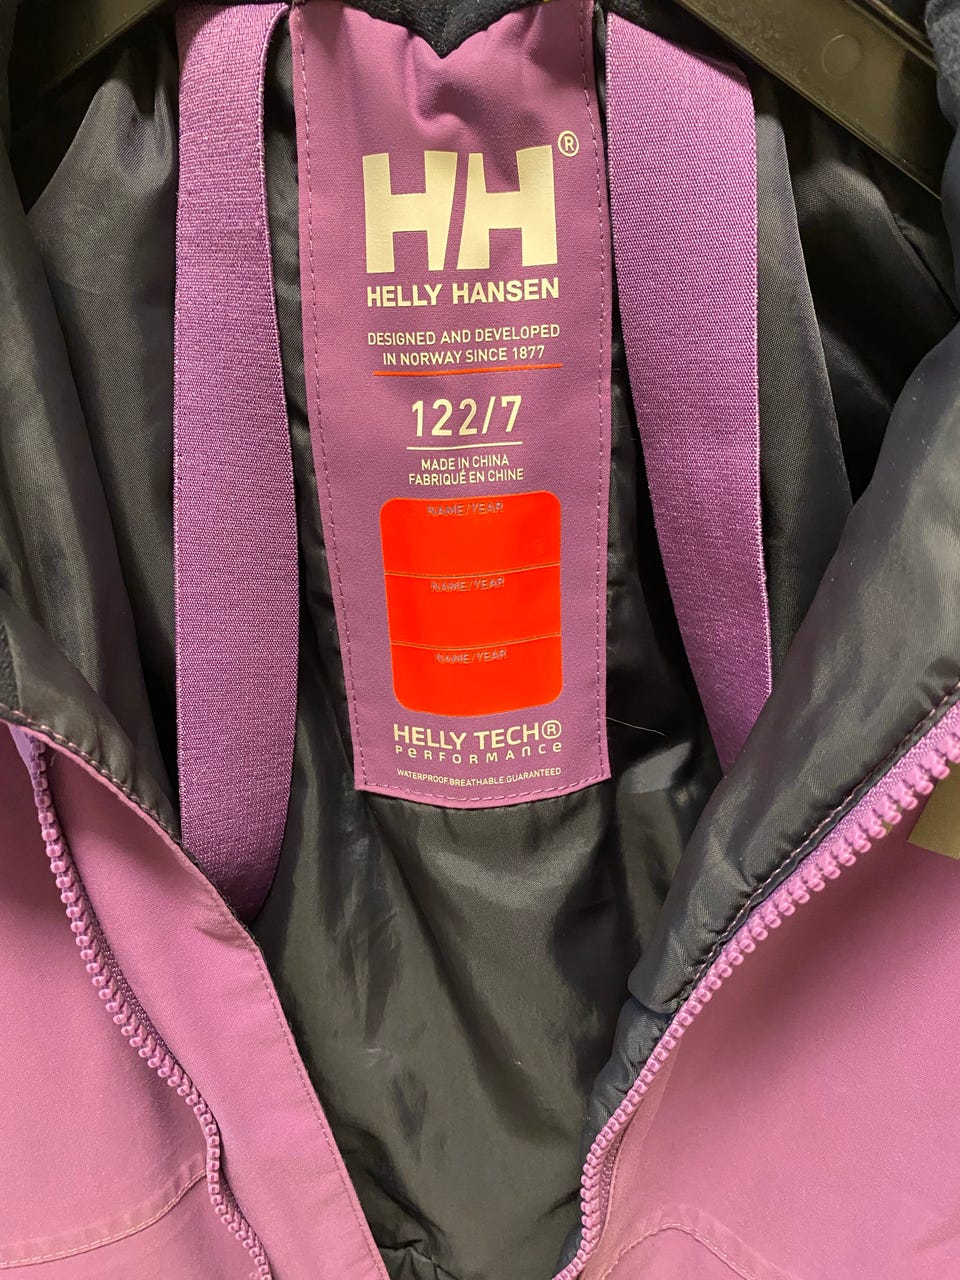 HH®
HELLY HANSEN
DESIGNED AND DEVELOPED
IN NORWAY SINCE 1877
122/7
MADE IN CHINA
FABRIQUÉ EN CHINE
NAME/YEAR
NAME/YEAR
NAME/YEAR
HELLY TECH®
PERFORMANCE
WATERPROOF.BREATHABLE.GUARANTEED